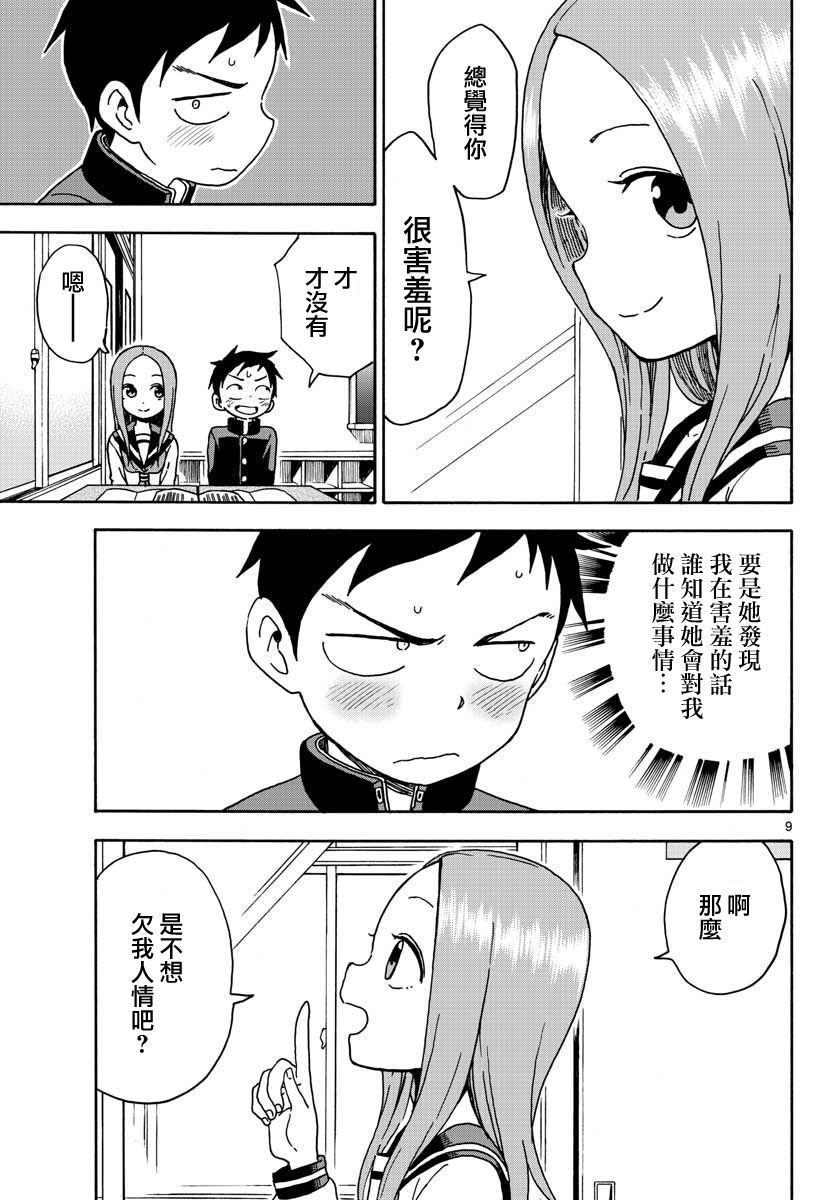 總覺得你
很害羞呢？
才
才沒有
嗯——
要是她發現
我在害羞的話
誰知道她會對我
做什麼事情…
9
啊
那麼
是不想
欠我人情吧？